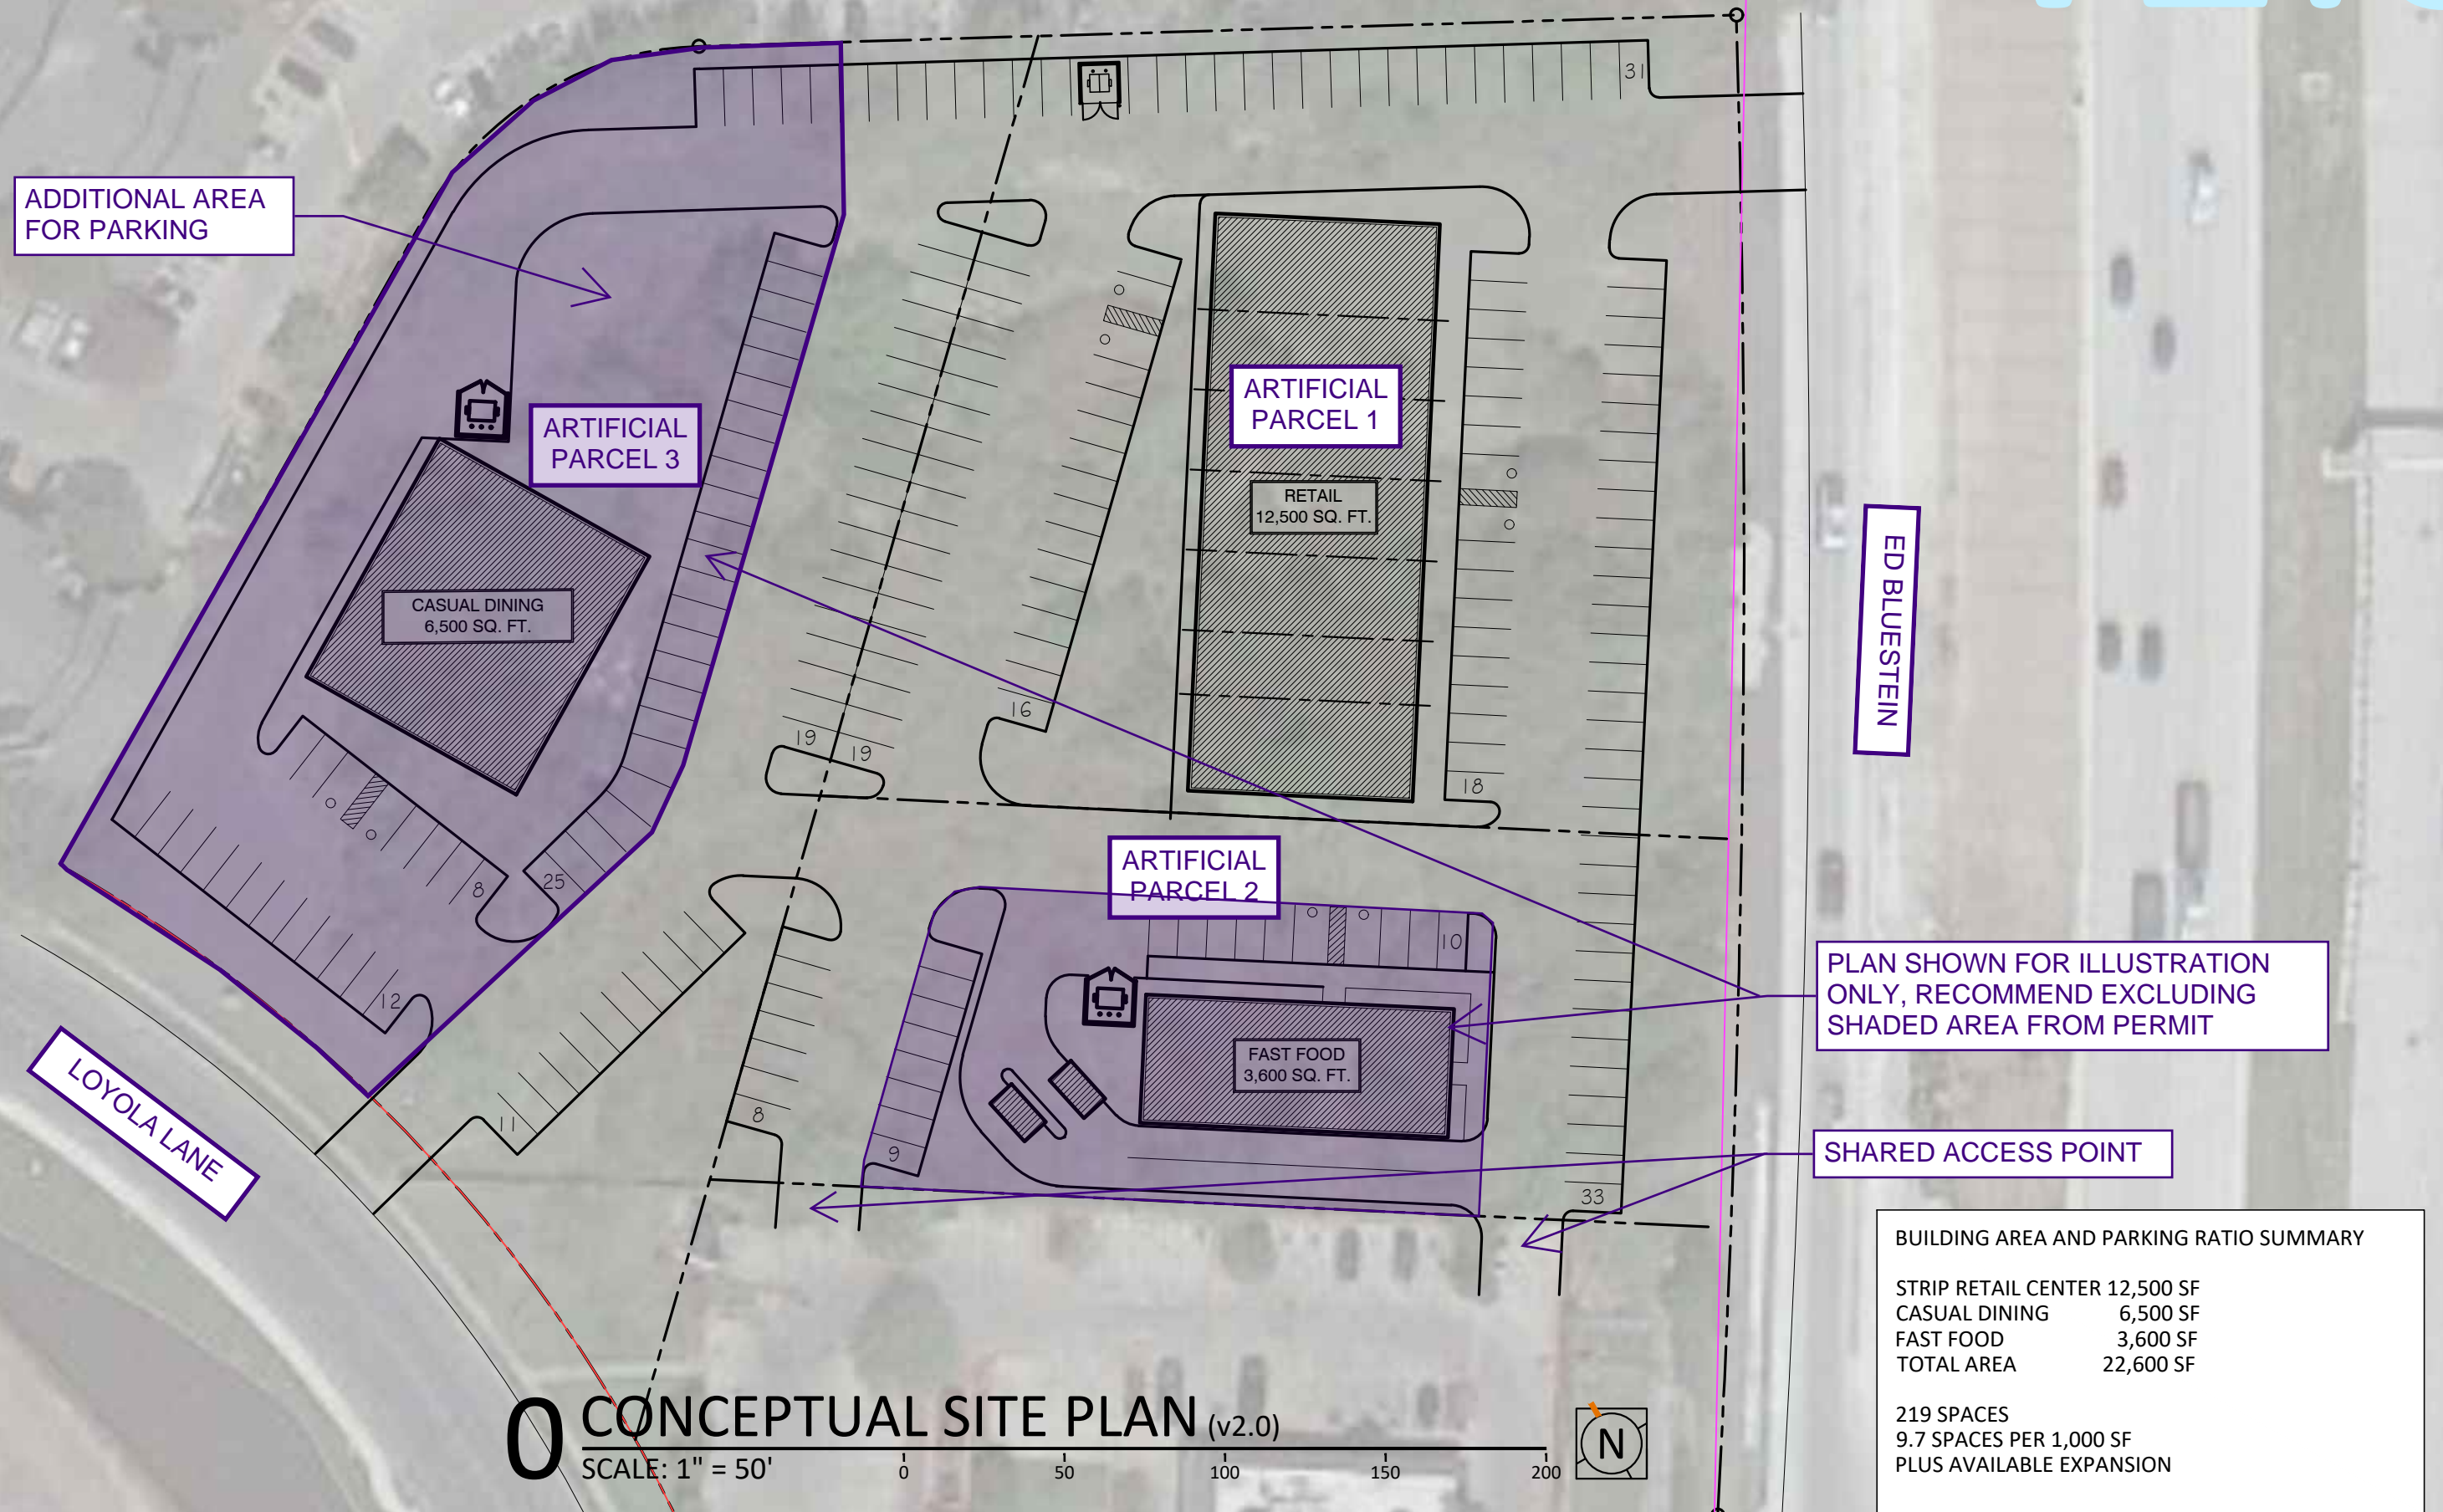 31
ADDITIONAL AREA
FOR PARKING
ARTIFICIAL
PARCEL 3
ARTIFICIAL
PARCEL 1
RETAIL
12,500 SQ. FT.
CASUAL DINING
6,500 SQ. FT.
ED BLUESTEIN
16
19
19
18
ARTIFICIAL
PARCEL 2
8
25
10
12
PLAN SHOWN FOR ILLUSTRATION
ONLY, RECOMMEND EXCLUDING
SHADED AREA FROM PERMIT
FAST FOOD
3,600 SQ. FT.
LOYOLA LANE
11
8
9
SHARED ACCESS POINT
33
BUILDING AREA AND PARKING RATIO SUMMARY
STRIP RETAIL CENTER 12,500 SF
CASUAL DINING 6,500 SF
FAST FOOD 3,600 SF
TOTAL AREA 22,600 SF
219 SPACES
9.7 SPACES PER 1,000 SF
PLUS AVAILABLE EXPANSION
0 CONCEPTUAL SITE PLAN (v2.0)
SCALE: 1" = 50'
0 50 100 150 200
N